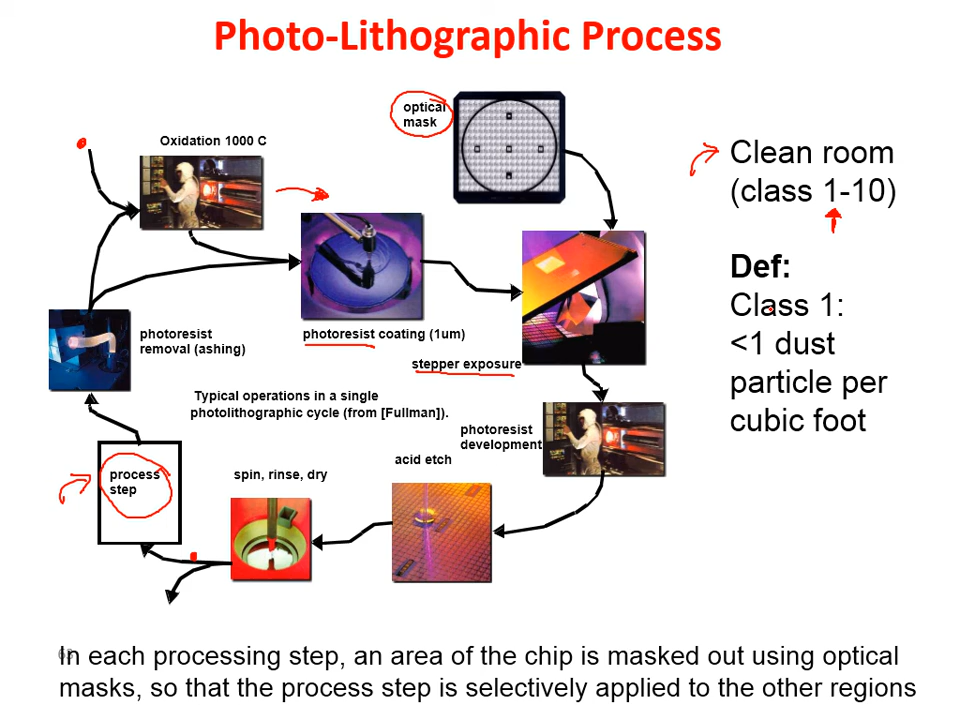 Photo-Lithographic Process
optical
mask
Oxidation 1000 C
Clean room
(class 1-10)
Def:
Class 1:
<1 dust
particle per
cubic foot
photoresist
removal (ashing)
photoresist coating (1um)
stepper exposure
Typical operations in a single
photolithographic cycle (from [Fullman]).
photoresist
development
acid etch
process
step
spin, rinse, dry
In each processing step, an area of the chip is masked out using optical
masks, so that the process step is selectively applied to the other regions